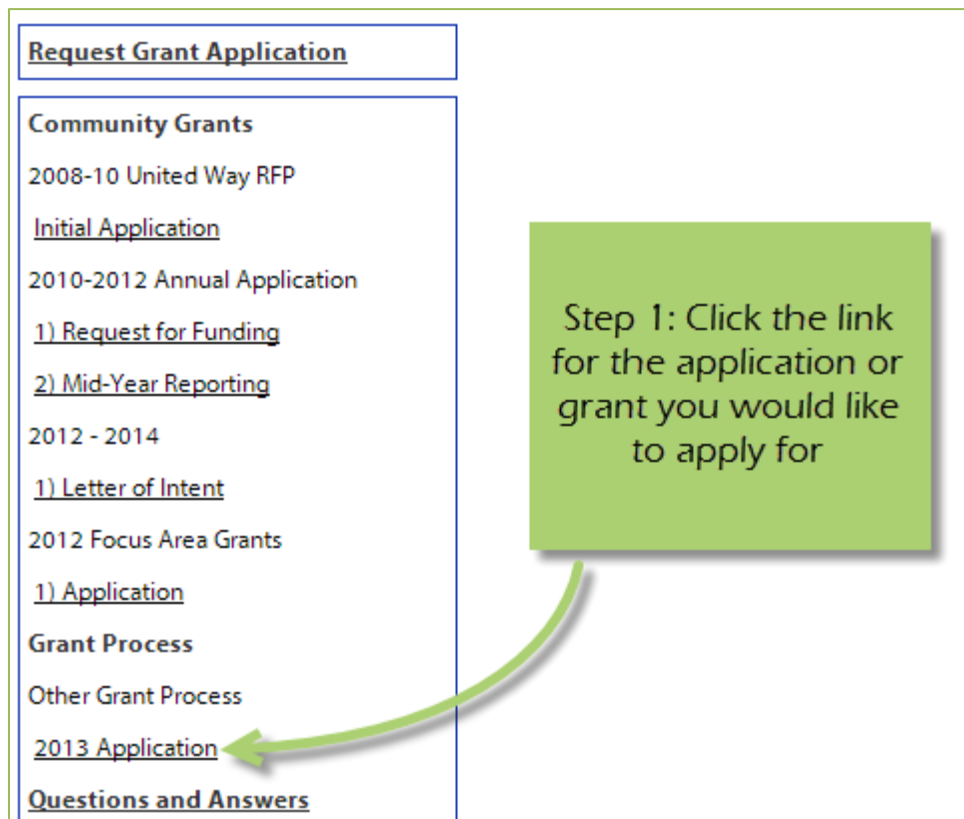 Request Grant Application
Community Grants
2008-10 United Way RFP
Initial Application
2010-2012 Annual Application
1) Request for Funding
2) Mid-Year Reporting
2012 - 2014
1) Letter of Intent
2012 Focus Area Grants
1) Application
Grant Process
Other Grant Process
2013 Application
Questions and Answers
Step 1: Click the link
for the application or
grant you would like
to apply for